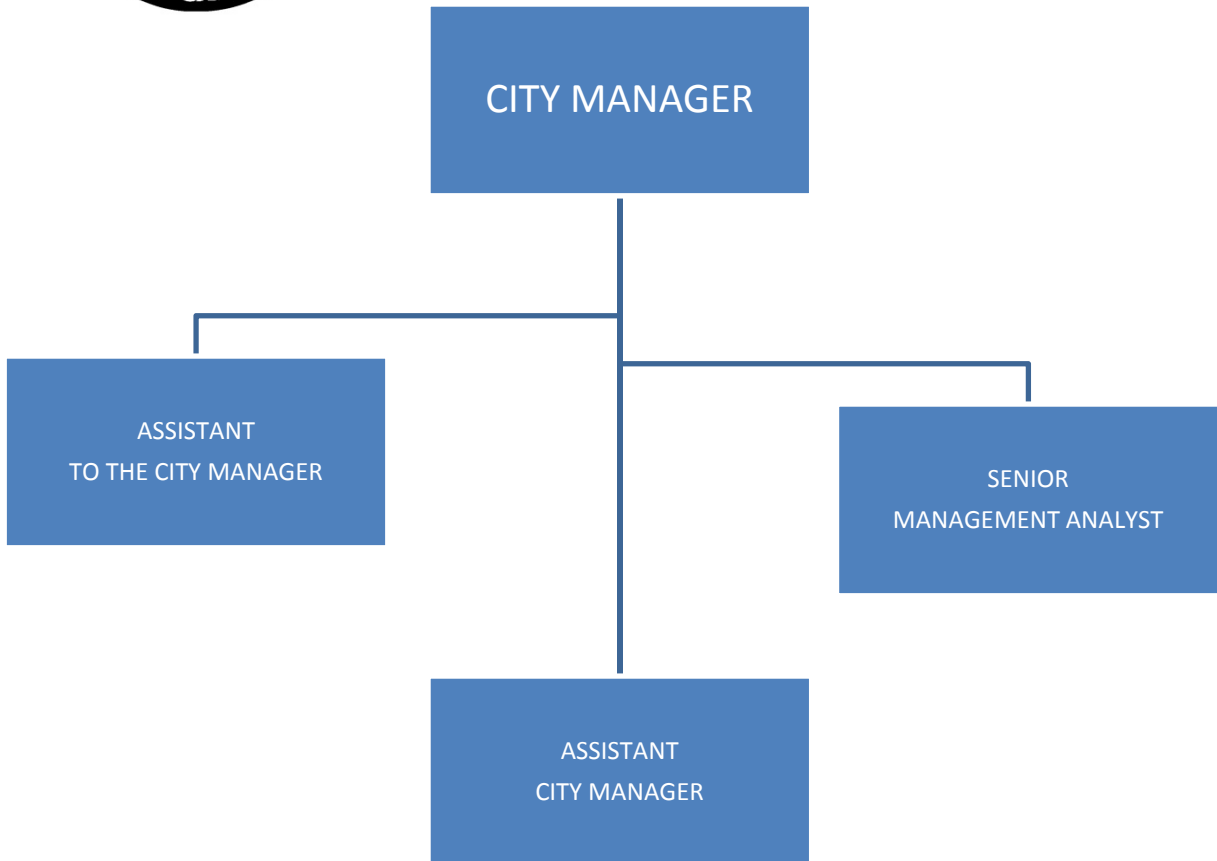 CITY MANAGER
ASSISTANT
TO THE CITY MANAGER
SENIOR
MANAGEMENT ANALYST
ASSISTANT
CITY MANAGER